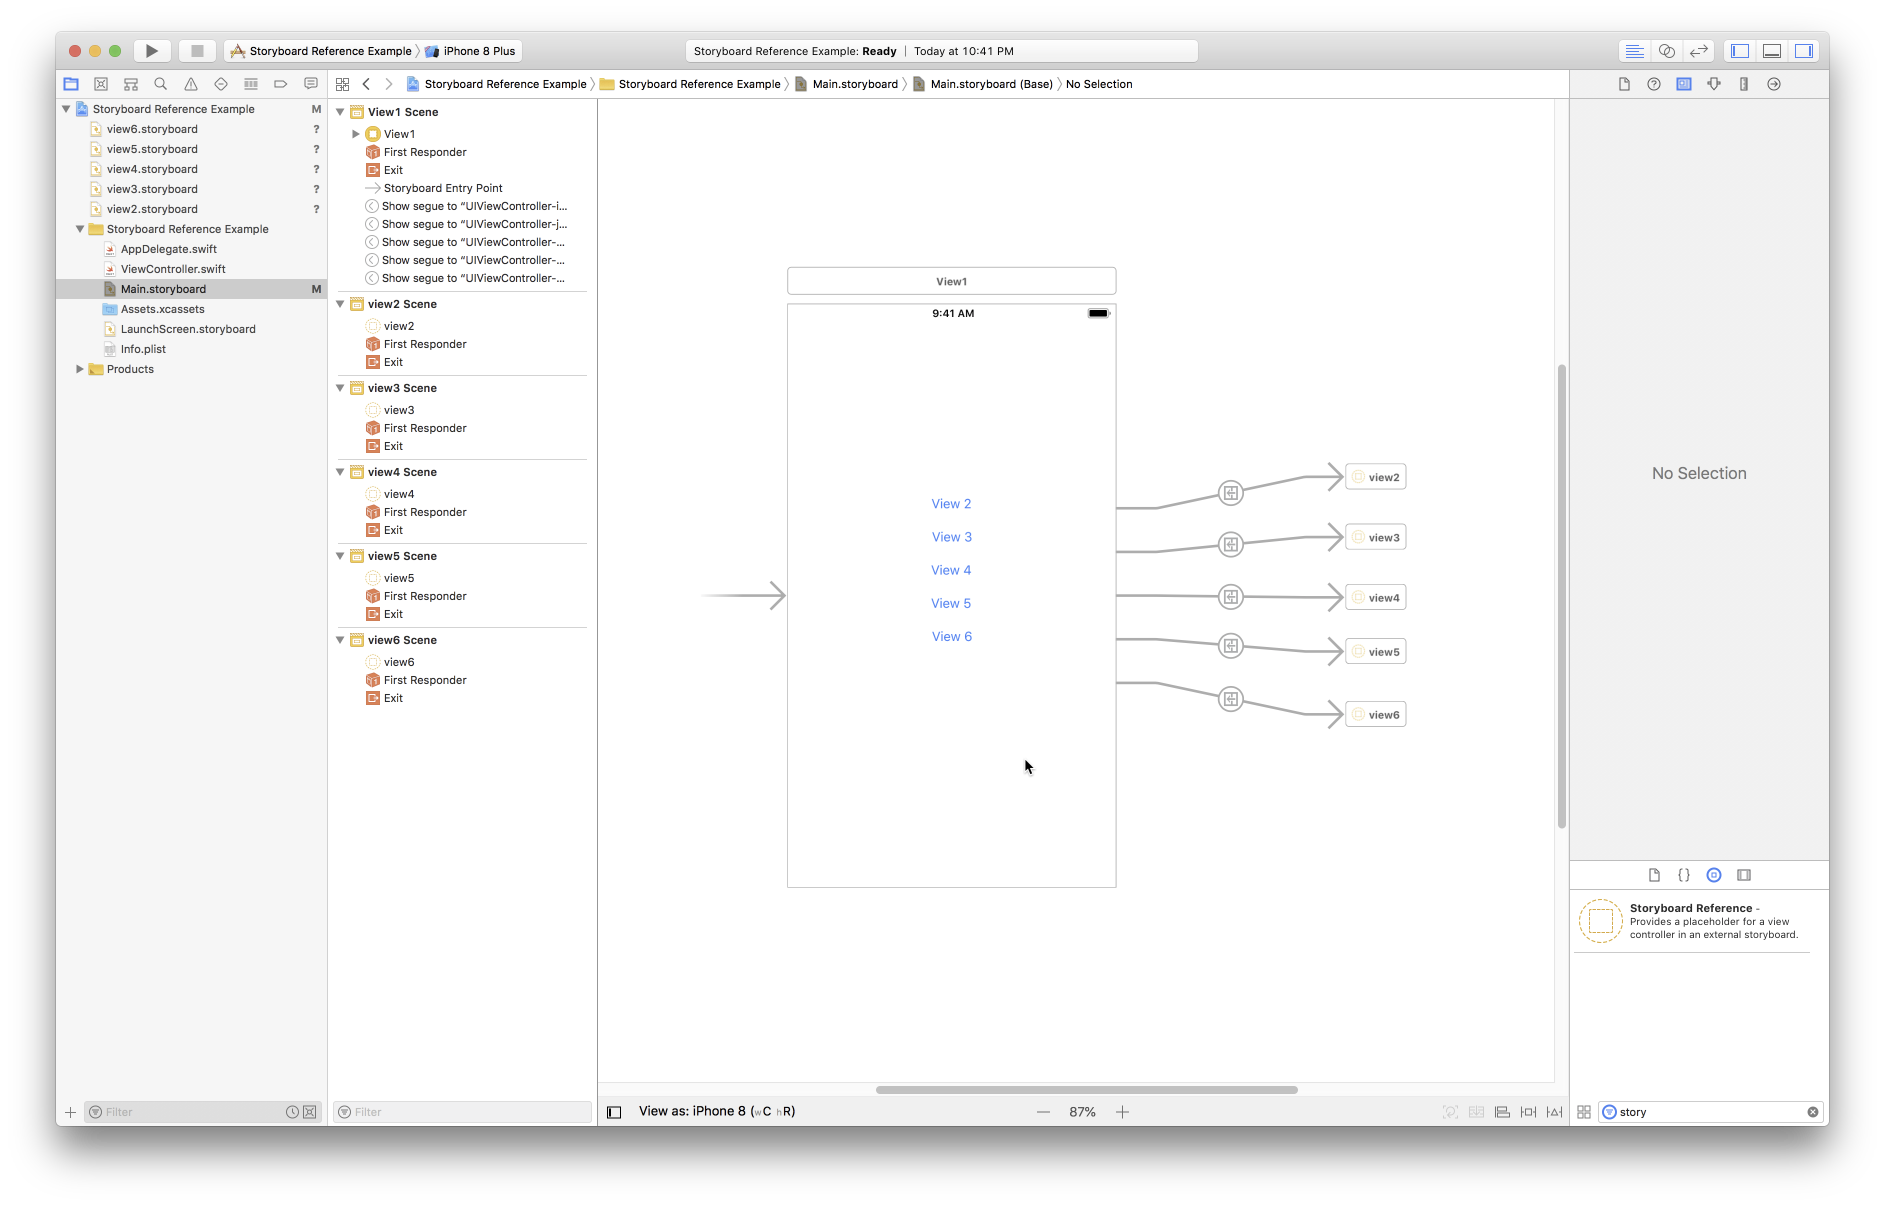 Storyboard Reference Example 〉 iPhone 8 Plus
Storyboard Reference Example: Ready | Today at 10:41 PM
Storyboard Reference Example 〉 Storyboard Reference Example 〉 Main.storyboard 〉 Main.storyboard (Base) 〉 No Selection
Storyboard Reference Example M
view6.storyboard ?
view5.storyboard ?
view4.storyboard ?
view3.storyboard ?
view2.storyboard ?
Storyboard Reference Example
AppDelegate.swift
ViewController.swift
Main.storyboard M
Assets.xcassets
LaunchScreen.storyboard
Info.plist
Products
Filter
View1 Scene
View1
First Responder
Exit
Storyboard Entry Point
Show segue to “UIViewController-i...
Show segue to “UIViewController-j...
Show segue to “UIViewController-...
Show segue to “UIViewController-...
Show segue to “UIViewController-...
view2 Scene
view2
First Responder
Exit
view3 Scene
view3
First Responder
Exit
view4 Scene
view4
First Responder
Exit
view5 Scene
view5
First Responder
Exit
view6 Scene
view6
First Responder
Exit
Filter
View1
9:41 AM
View 2
View 3
View 4
View 5
View 6
view2
view3
view4
view5
view6
View as: iPhone 8 (wC hR)
— 87% +
No Selection
{}
Storyboard Reference -
Provides a placeholder for a view
controller in an external storyboard.
story